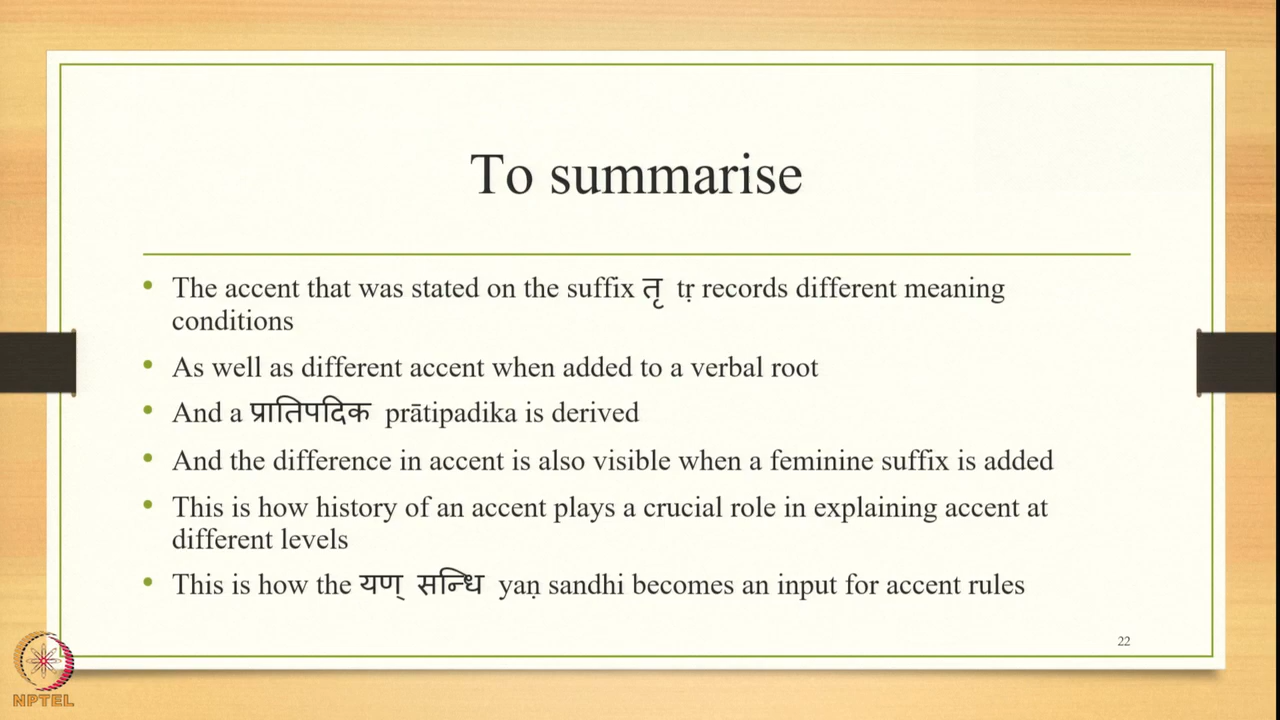 To summarise
• The accent that was stated on the suffix तृ tṛ records different meaning
conditions
• As well as different accent when added to a verbal root
• And a प्रातिपदिक prātipadika is derived
• And the difference in accent is also visible when a feminine suffix is added
• This is how history of an accent plays a crucial role in explaining accent at
different levels
• This is how the यण् सन्धि yaṇ sandhi becomes an input for accent rules
22
NPTEL